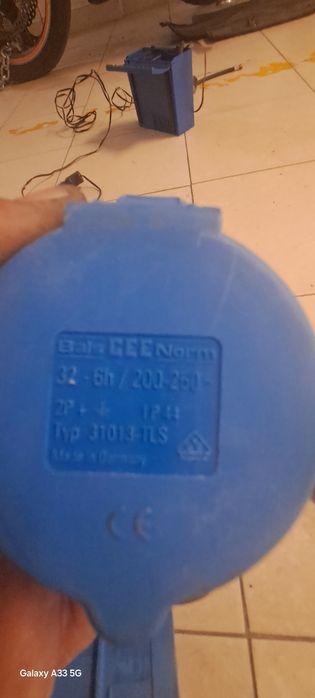 Bals CEE Norm
32 - 6h / 200-250~
2P + ⏚ IP 44
Typ 31013-TLS
Made in Germany
CE
Galaxy A33 5G